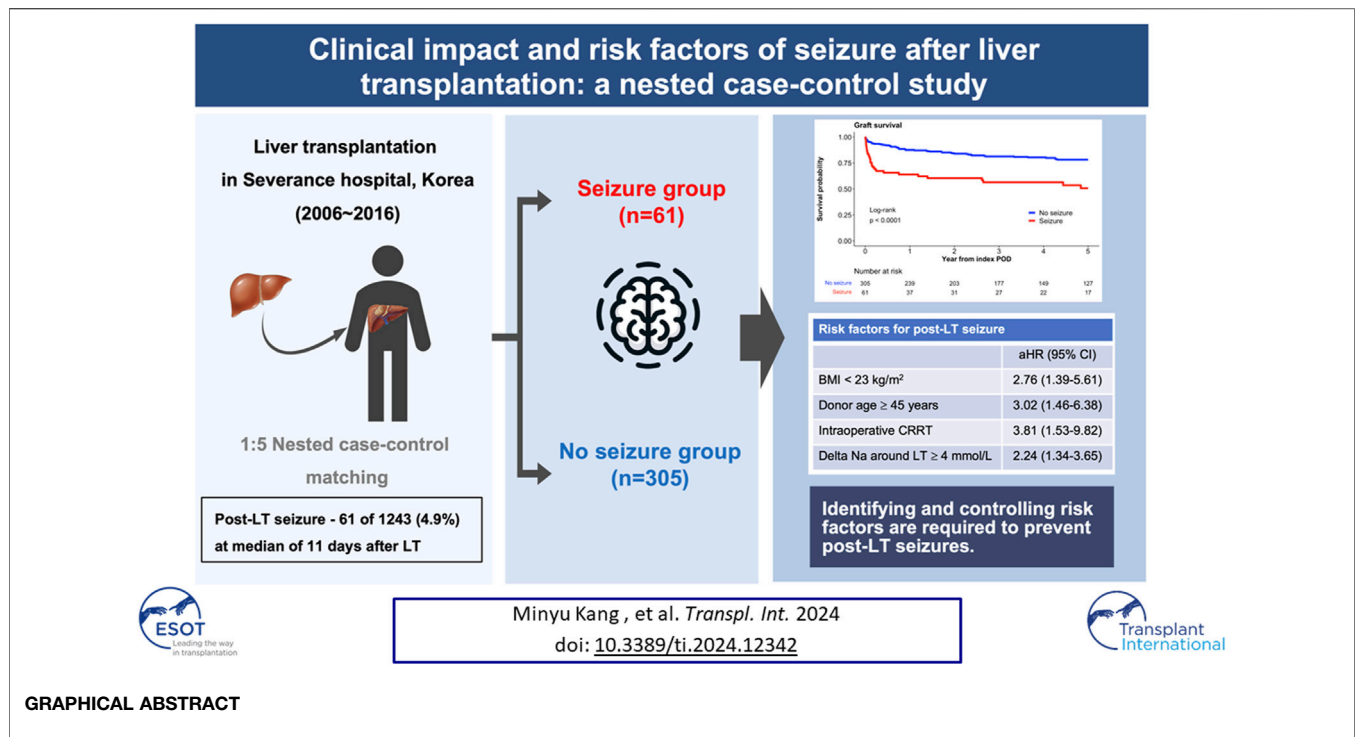 Clinical impact and risk factors of seizure after liver
transplantation: a nested case-control study
Liver transplantation
in Severance hospital, Korea
(2006~2016)
1:5 Nested case-control
matching
Post-LT seizure - 61 of 1243 (4.9%)
at median of 11 days after LT
Seizure group
(n=61)
No seizure group
(n=305)
Graft survival
Survival probability
1.00
0.75
0.50
0.25
0.00
Log-rank
p < 0.0001
No seizure
Seizure
0 1 2 3 4 5
Year from index POD
Number at risk
No seizure 305 239 203 177 149 127
Seizure 61 37 31 27 22 17
Risk factors for post-LT seizure
aHR (95% CI)
BMI < 23 kg/m² 2.76 (1.39-5.61)
Donor age ≥ 45 years 3.02 (1.46-6.38)
Intraoperative CRRT 3.81 (1.53-9.82)
Delta Na around LT ≥ 4 mmol/L 2.24 (1.34-3.65)
Identifying and controlling risk
factors are required to prevent
post-LT seizures.
ESOT
Leading the way
in transplantation
Minyu Kang , et al. Transpl. Int. 2024
doi: 10.3389/ti.2024.12342
Transplant
International
GRAPHICAL ABSTRACT